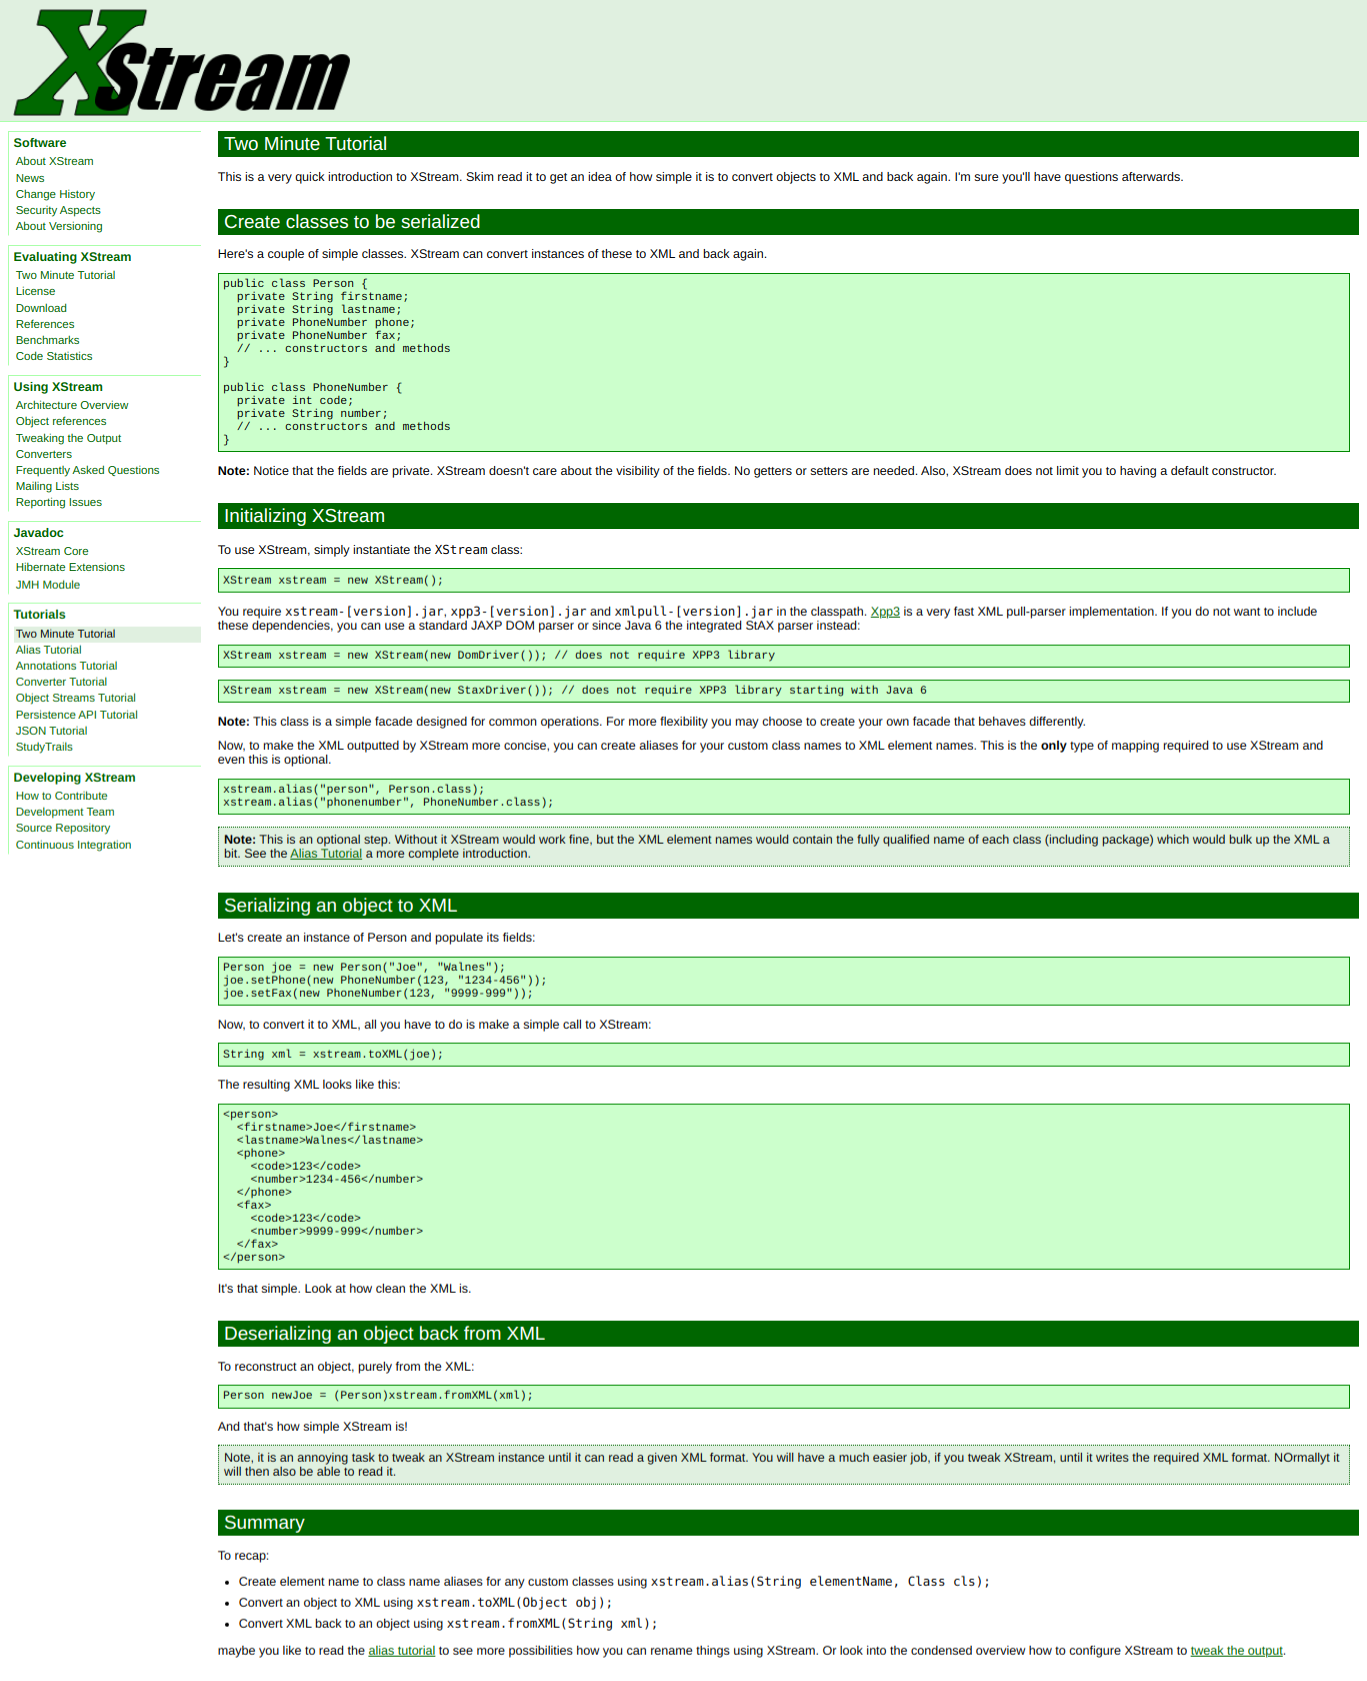 XStream
Software
About XStream
News
Change History
Security Aspects
About Versioning
Evaluating XStream
Two Minute Tutorial
License
Download
References
Benchmarks
Code Statistics
Using XStream
Architecture Overview
Object references
Tweaking the Output
Converters
Frequently Asked Questions
Mailing Lists
Reporting Issues
Javadoc
XStream Core
Hibernate Extensions
JMH Module
Tutorials
Two Minute Tutorial
Alias Tutorial
Annotations Tutorial
Converter Tutorial
Object Streams Tutorial
Persistence API Tutorial
JSON Tutorial
StudyTrails
Developing XStream
How to Contribute
Development Team
Source Repository
Continuous Integration
Two Minute Tutorial
This is a very quick introduction to XStream. Skim read it to get an idea of how simple it is to convert objects to XML and back again. I'm sure you'll have questions afterwards.
Create classes to be serialized
Here's a couple of simple classes. XStream can convert instances of these to XML and back again.
public class Person {
  private String firstname;
  private String lastname;
  private PhoneNumber phone;
  private PhoneNumber fax;
  // ... constructors and methods
}
public class PhoneNumber {
  private int code;
  private String number;
  // ... constructors and methods
}
Note: Notice that the fields are private. XStream doesn't care about the visibility of the fields. No getters or setters are needed. Also, XStream does not limit you to having a default constructor.
Initializing XStream
To use XStream, simply instantiate the XStream class:
XStream xstream = new XStream();
You require xstream-[version].jar, xpp3-[version].jar and xmlpull-[version].jar in the classpath. Xpp3 is a very fast XML pull-parser implementation. If you do not want to include
these dependencies, you can use a standard JAXP DOM parser or since Java 6 the integrated StAX parser instead:
XStream xstream = new XStream(new DomDriver()); // does not require XPP3 library
XStream xstream = new XStream(new StaxDriver()); // does not require XPP3 library starting with Java 6
Note: This class is a simple facade designed for common operations. For more flexibility you may choose to create your own facade that behaves differently.
Now, to make the XML outputted by XStream more concise, you can create aliases for your custom class names to XML element names. This is the only type of mapping required to use XStream and
even this is optional.
xstream.alias("person", Person.class);
xstream.alias("phonenumber", PhoneNumber.class);
Note: This is an optional step. Without it XStream would work fine, but the XML element names would contain the fully qualified name of each class (including package) which would bulk up the XML a
bit. See the Alias Tutorial a more complete introduction.
Serializing an object to XML
Let's create an instance of Person and populate its fields:
Person joe = new Person("Joe", "Walnes");
joe.setPhone(new PhoneNumber(123, "1234-456"));
joe.setFax(new PhoneNumber(123, "9999-999"));
Now, to convert it to XML, all you have to do is make a simple call to XStream:
String xml = xstream.toXML(joe);
The resulting XML looks like this:
<person>
  <firstname>Joe</firstname>
  <lastname>Walnes</lastname>
  <phone>
    <code>123</code>
    <number>1234-456</number>
  </phone>
  <fax>
    <code>123</code>
    <number>9999-999</number>
  </fax>
</person>
It's that simple. Look at how clean the XML is.
Deserializing an object back from XML
To reconstruct an object, purely from the XML:
Person newJoe = (Person)xstream.fromXML(xml);
And that's how simple XStream is!
Note, it is an annoying task to tweak an XStream instance until it can read a given XML format. You will have a much easier job, if you tweak XStream, until it writes the required XML format. NOrmallyt it
will then also be able to read it.
Summary
To recap:
• Create element name to class name aliases for any custom classes using xstream.alias(String elementName, Class cls);
• Convert an object to XML using xstream.toXML(Object obj);
• Convert XML back to an object using xstream.fromXML(String xml);
maybe you like to read the alias tutorial to see more possibilities how you can rename things using XStream. Or look into the condensed overview how to configure XStream to tweak the output.